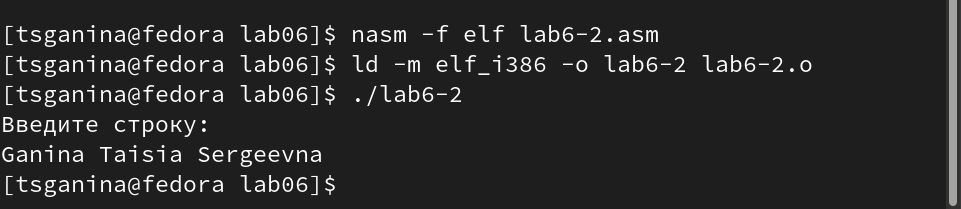 [tsganina@fedora lab06]$ nasm -f elf lab6-2.asm
[tsganina@fedora lab06]$ ld -m elf_i386 -o lab6-2 lab6-2.o
[tsganina@fedora lab06]$ ./lab6-2
Введите строку:
Ganina Taisia Sergeevna
[tsganina@fedora lab06]$